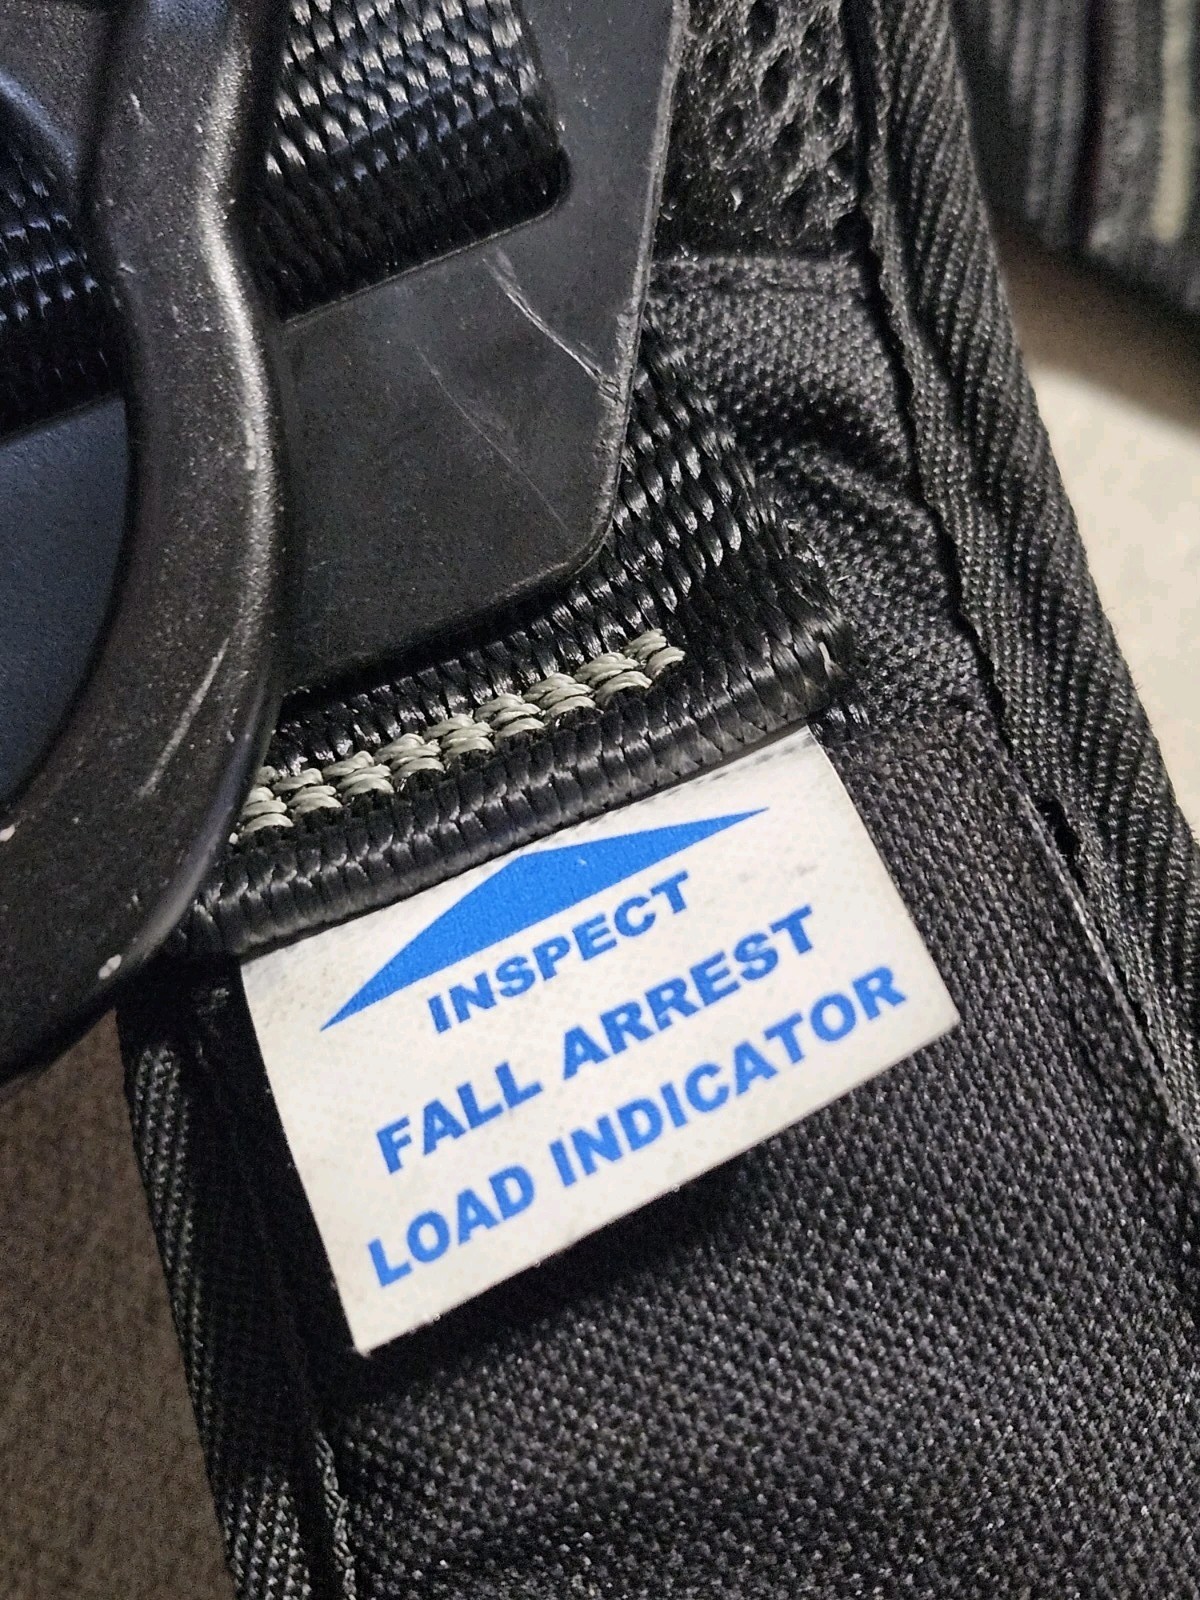 INSPECT
FALL ARREST
LOAD INDICATOR